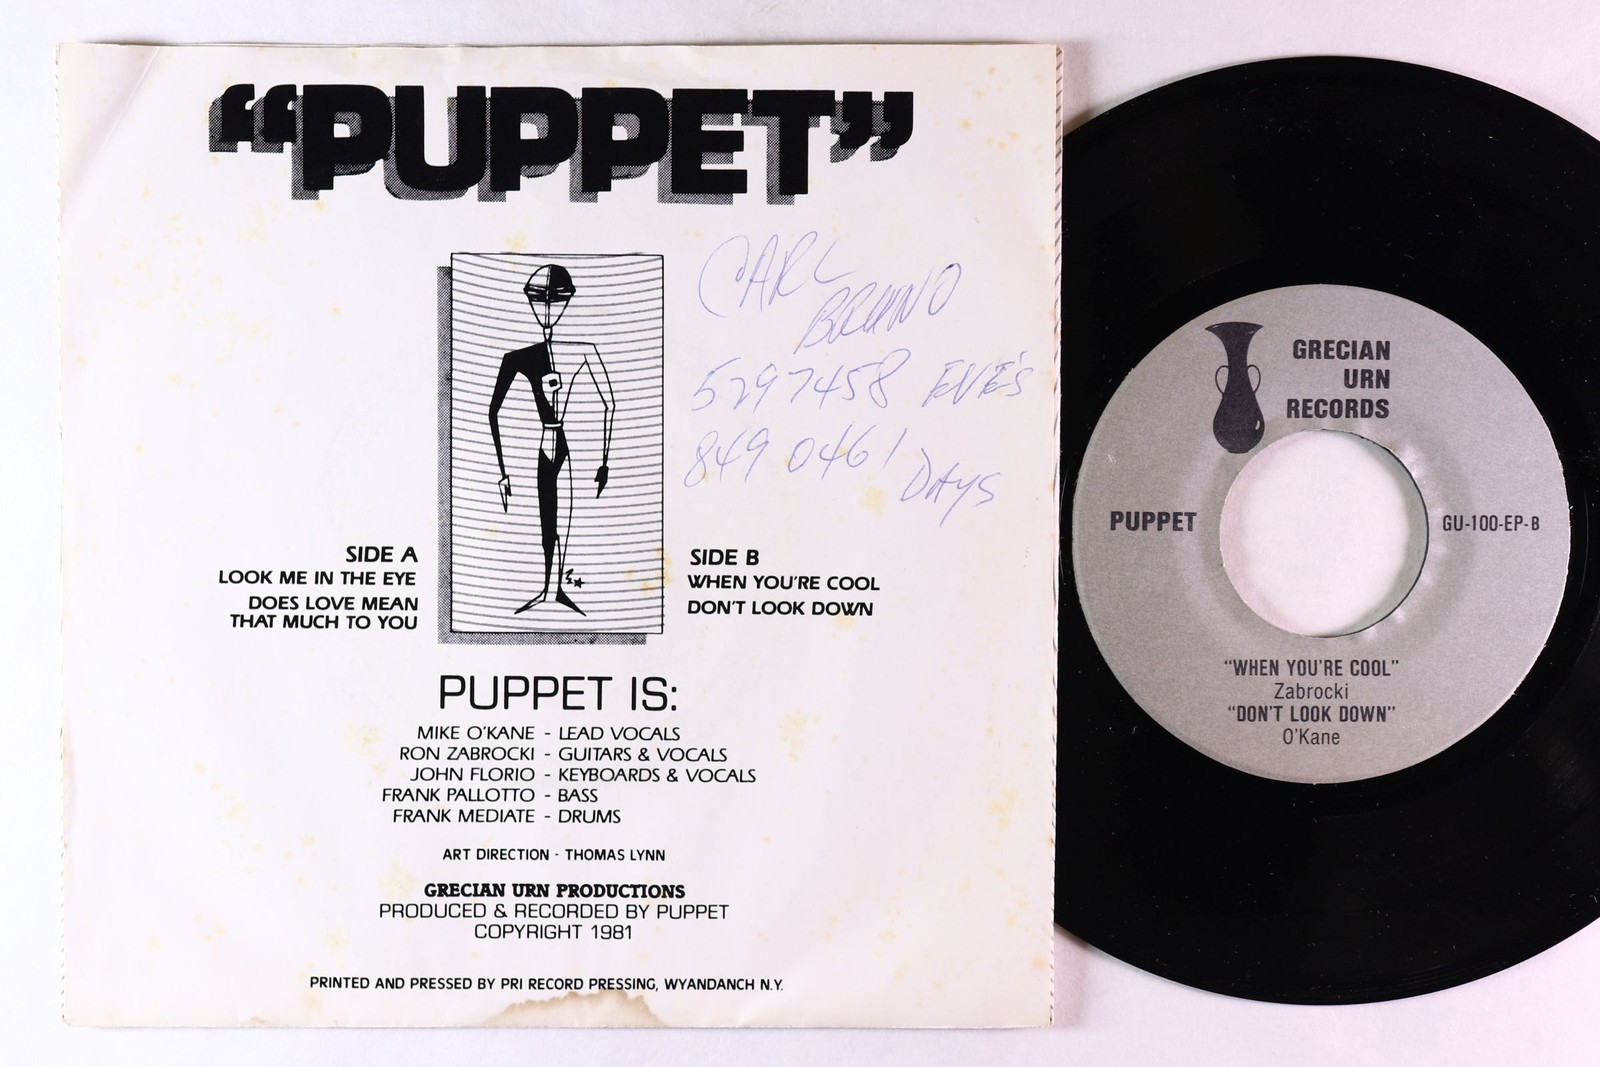 "PUPPET"
CARL
BRUNO
5297458 EVE'S
849 0461 DAYS
SIDE A
LOOK ME IN THE EYE
DOES LOVE MEAN
THAT MUCH TO YOU
SIDE B
WHEN YOU'RE COOL
DON'T LOOK DOWN
PUPPET IS:
MIKE O'KANE - LEAD VOCALS
RON ZABROCKI - GUITARS & VOCALS
JOHN FLORIO - KEYBOARDS & VOCALS
FRANK PALLOTTO - BASS
FRANK MEDIATE - DRUMS
ART DIRECTION - THOMAS LYNN
GRECIAN URN PRODUCTIONS
PRODUCED & RECORDED BY PUPPET
COPYRIGHT 1981
PRINTED AND PRESSED BY PRI RECORD PRESSING, WYANDANCH N.Y.
GRECIAN
URN
RECORDS
PUPPET
GU-100-EP-B
"WHEN YOU'RE COOL"
Zabrocki
"DON'T LOOK DOWN"
O'Kane